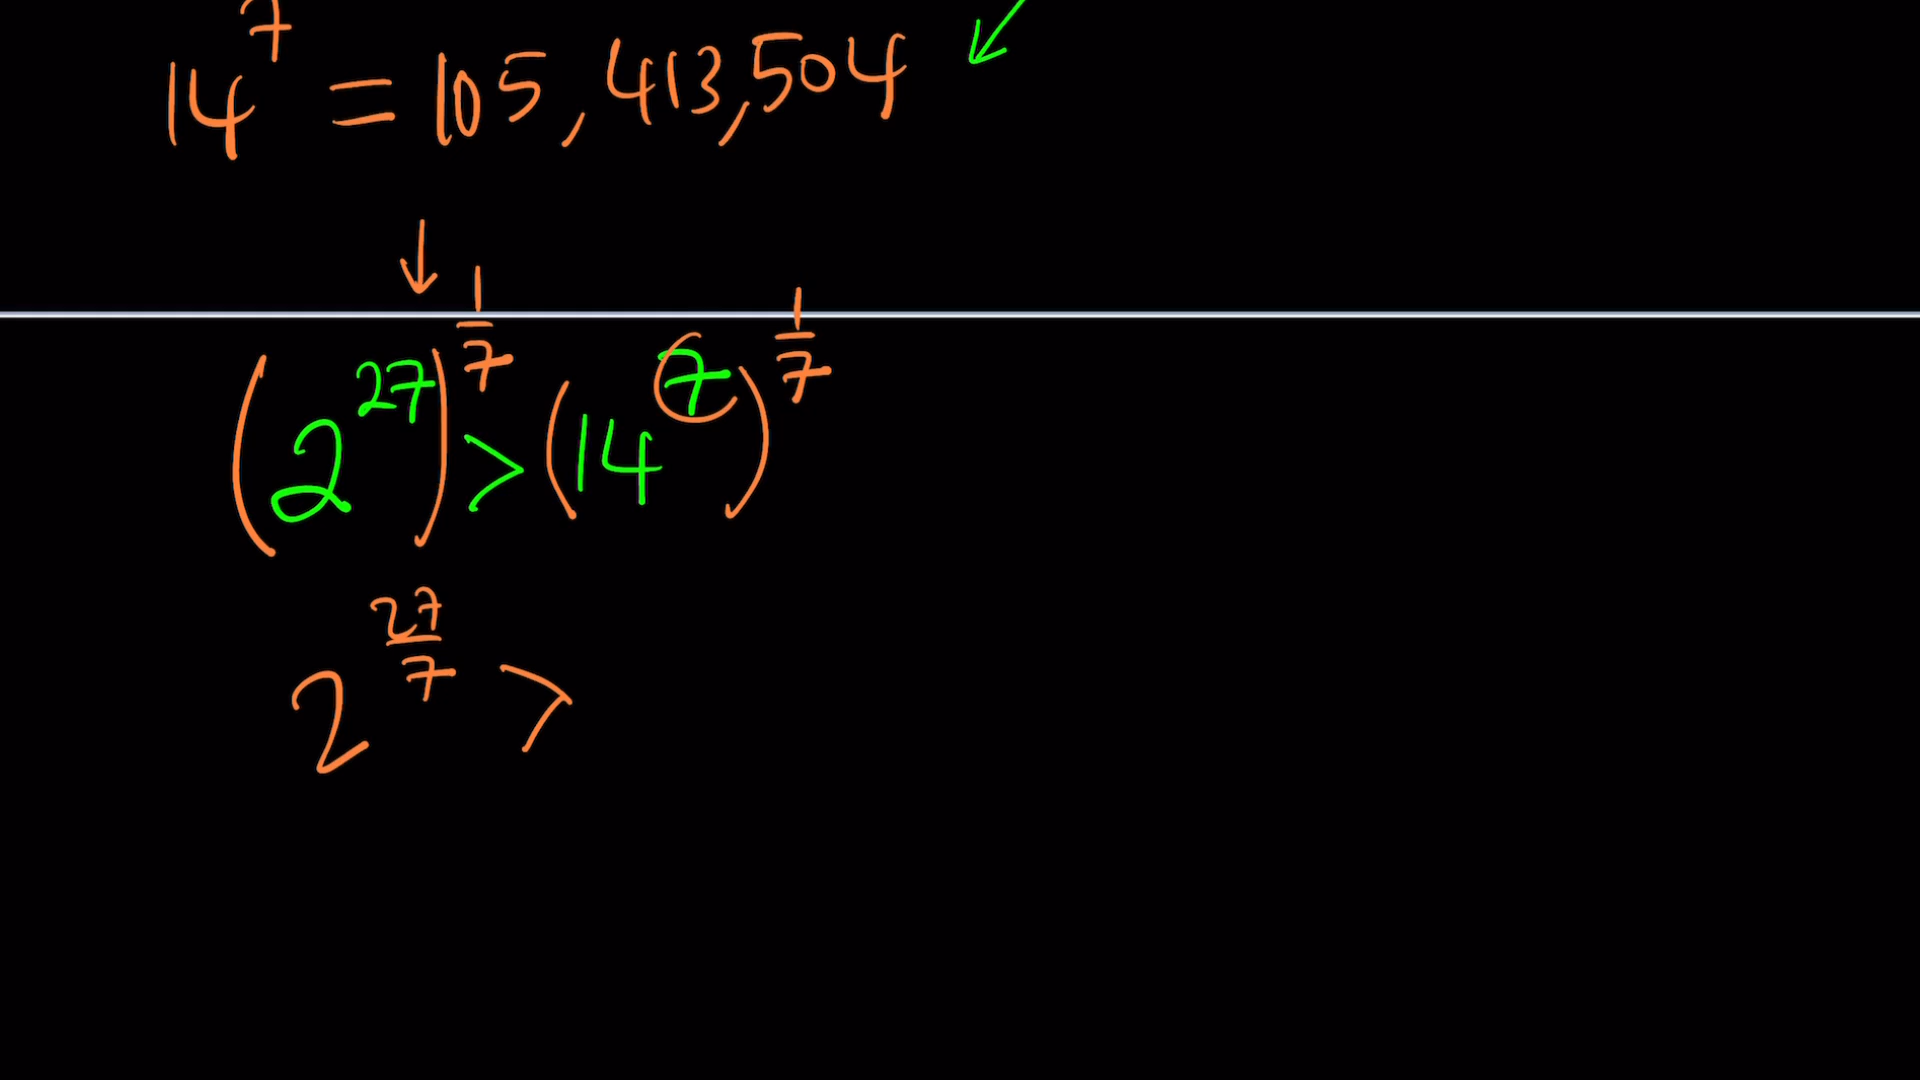 14^7 = 105,413,504
(2^27)^(1/7) > (14^7)^(1/7)
2^(27/7) >